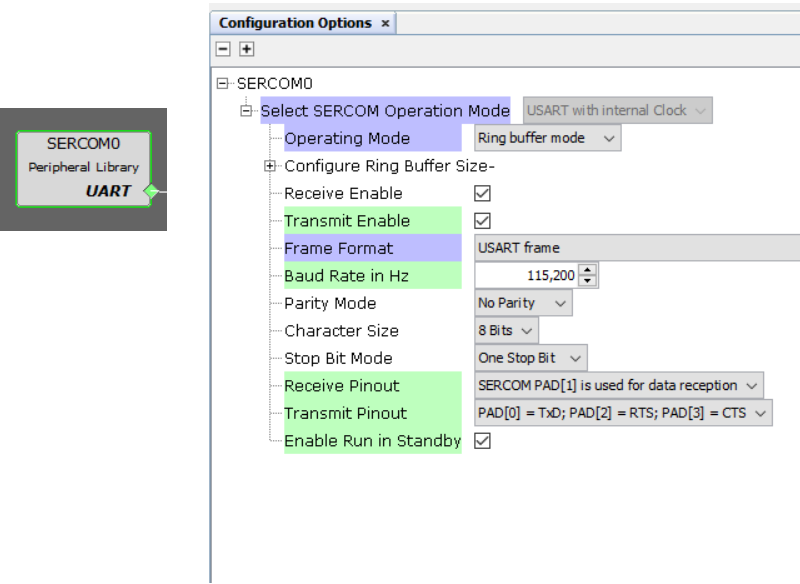 SERCOM0
Peripheral Library
UART
Configuration Options ×
SERCOM0
Select SERCOM Operation Mode USART with internal Clock
Operating Mode Ring buffer mode
Configure Ring Buffer Size-
Receive Enable
Transmit Enable
Frame Format USART frame
Baud Rate in Hz 115,200
Parity Mode No Parity
Character Size 8 Bits
Stop Bit Mode One Stop Bit
Receive Pinout SERCOM PAD[1] is used for data reception
Transmit Pinout PAD[0] = TxD; PAD[2] = RTS; PAD[3] = CTS
Enable Run in Standby